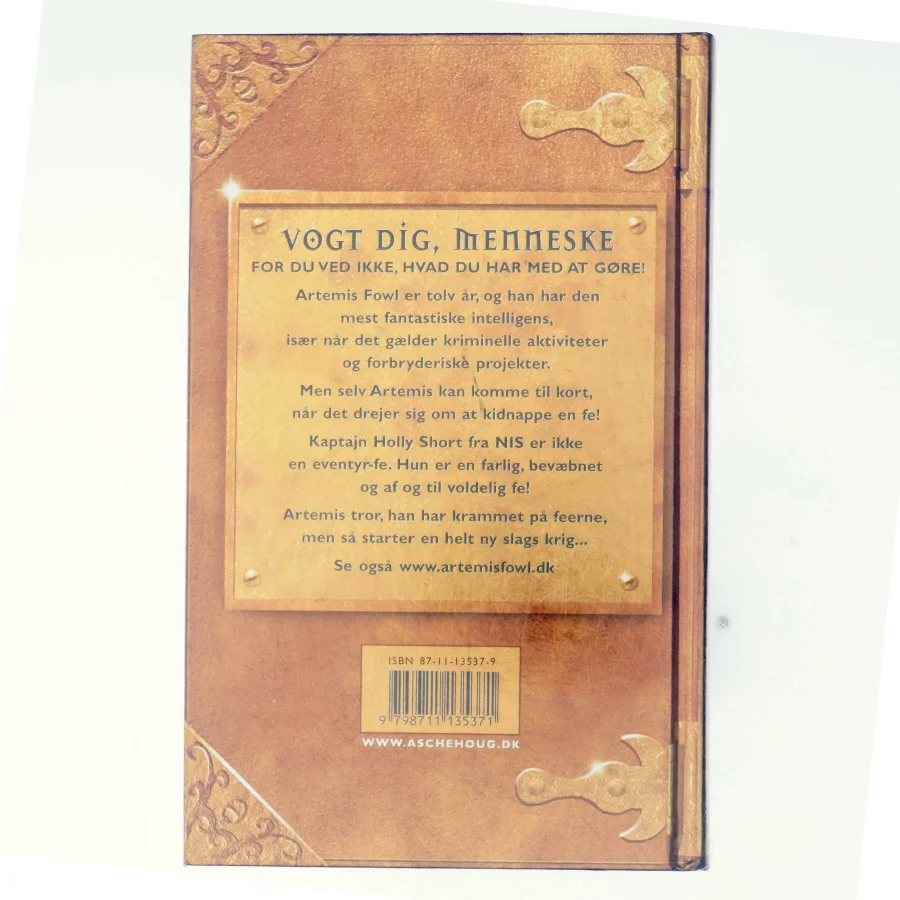 VOGT DIG, MENNESKE
FOR DU VED IKKE, HVAD DU HAR MED AT GØRE!
Artemis Fowl er tolv år, og han har den
mest fantastiske intelligens,
især når det gælder kriminelle aktiviteter
og forbryderiske projekter.
Men selv Artemis kan komme til kort,
når det drejer sig om at kidnappe en fe!
Kaptajn Holly Short fra NIS er ikke
en eventyr-fe. Hun er en farlig, bevæbnet
og af og til voldelig fe!
Artemis tror, han har krammet på feerne,
men så starter en helt ny slags krig...
Se også www.artemisfowl.dk
ISBN 87-11-13537-9
9 798711 135371
WWW.ASCHEHOUG.DK